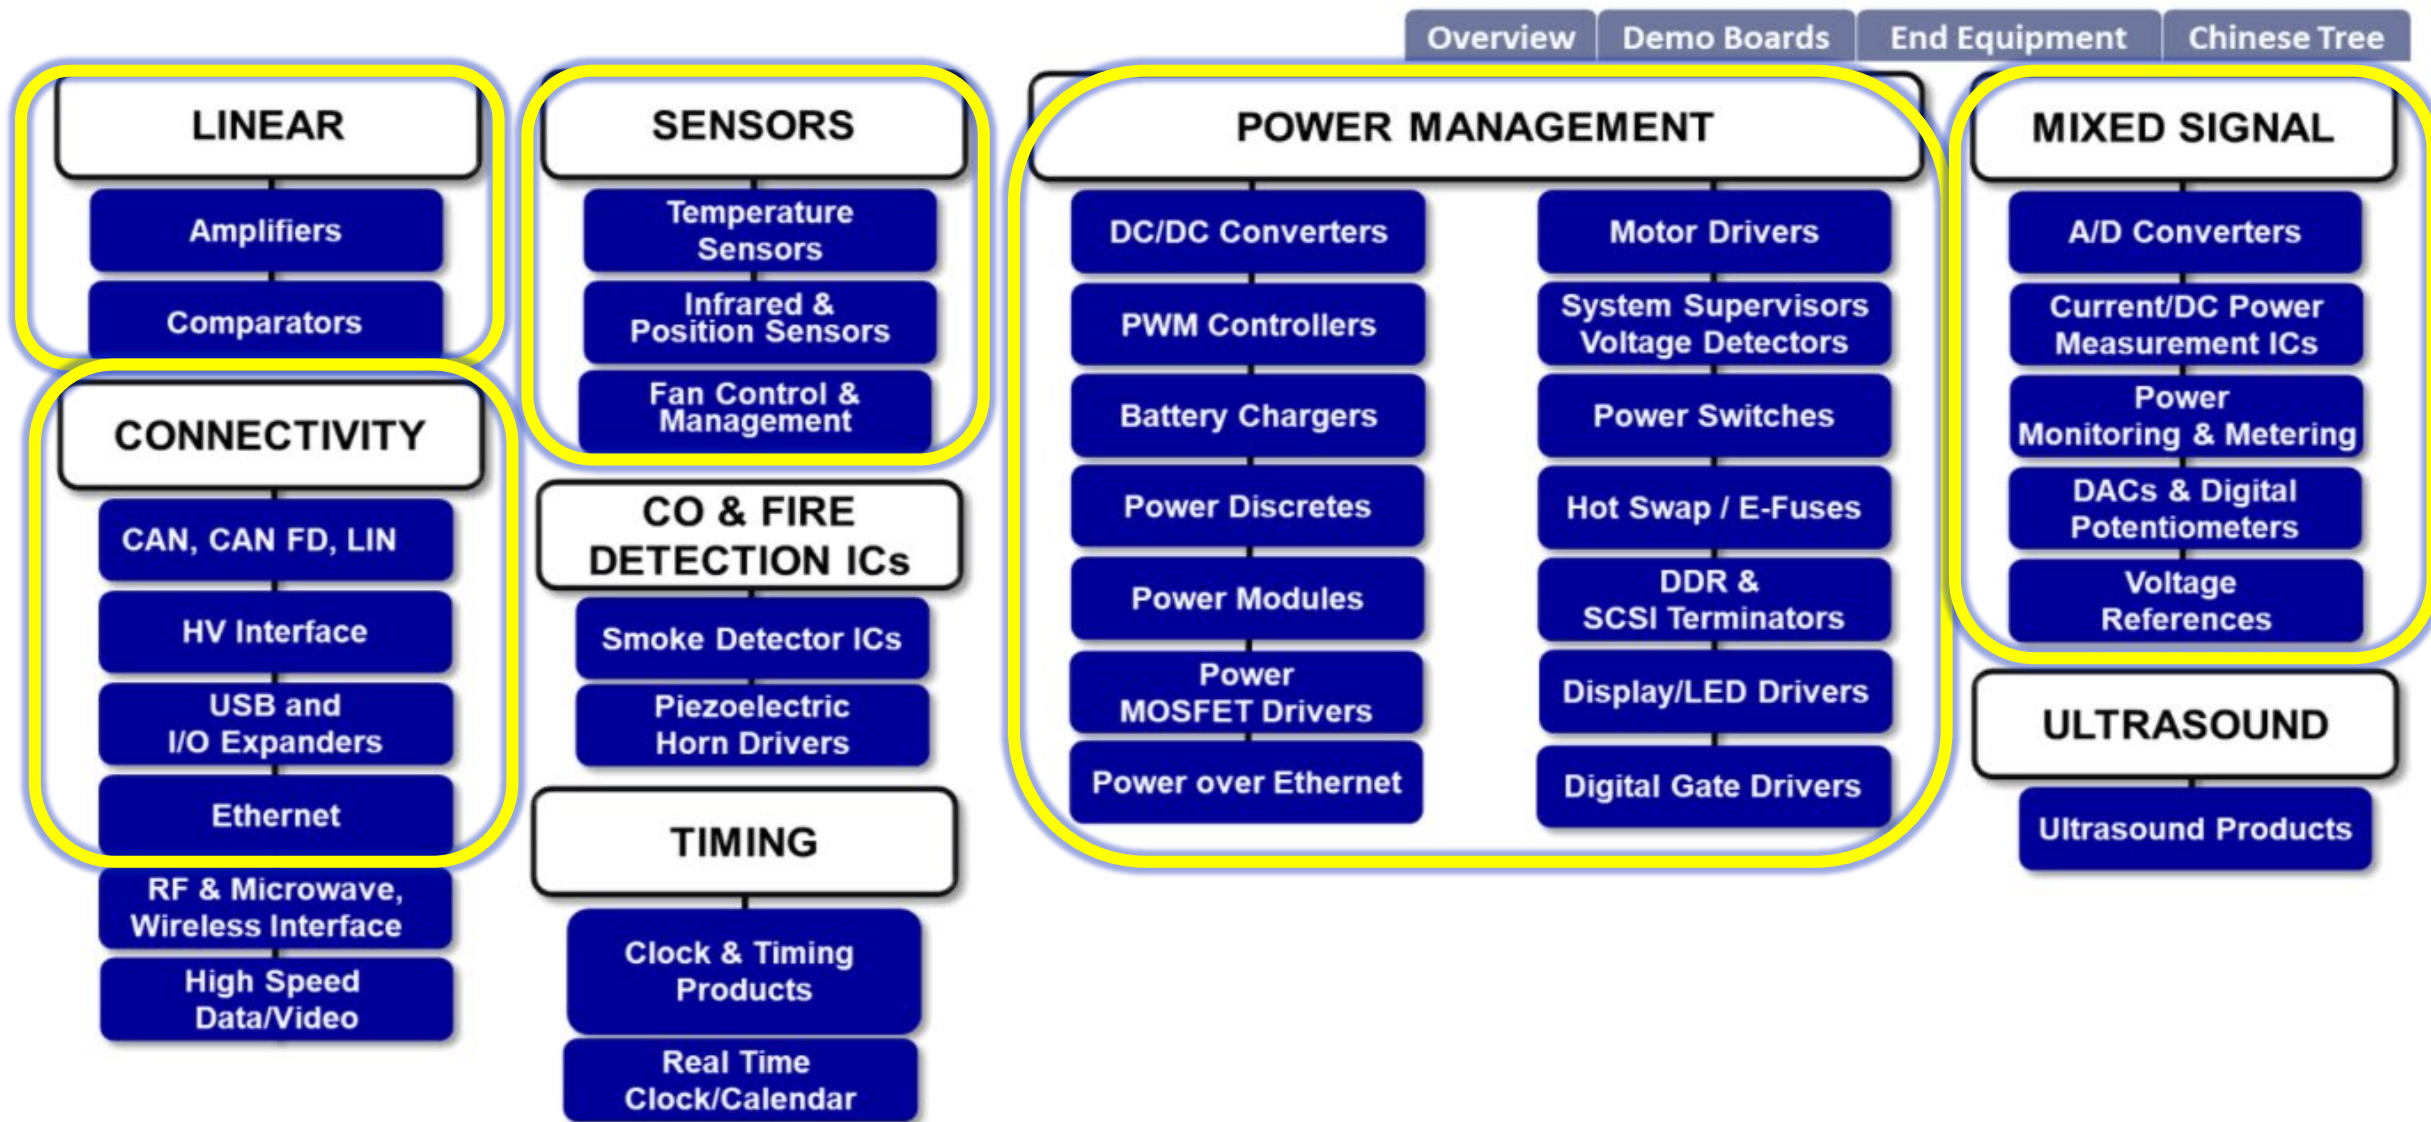 Overview
Demo Boards
End Equipment
Chinese Tree
LINEAR
Amplifiers
Comparators
CONNECTIVITY
CAN, CAN FD, LIN
HV Interface
USB and
I/O Expanders
Ethernet
RF & Microwave,
Wireless Interface
High Speed
Data/Video
SENSORS
Temperature
Sensors
Infrared &
Position Sensors
Fan Control &
Management
CO & FIRE
DETECTION ICs
Smoke Detector ICs
Piezoelectric
Horn Drivers
TIMING
Clock & Timing
Products
Real Time
Clock/Calendar
POWER MANAGEMENT
DC/DC Converters
PWM Controllers
Battery Chargers
Power Discretes
Power Modules
Power
MOSFET Drivers
Power over Ethernet
Motor Drivers
System Supervisors
Voltage Detectors
Power Switches
Hot Swap / E-Fuses
DDR &
SCSI Terminators
Display/LED Drivers
Digital Gate Drivers
MIXED SIGNAL
A/D Converters
Current/DC Power
Measurement ICs
Power
Monitoring & Metering
DACs & Digital
Potentiometers
Voltage
References
ULTRASOUND
Ultrasound Products